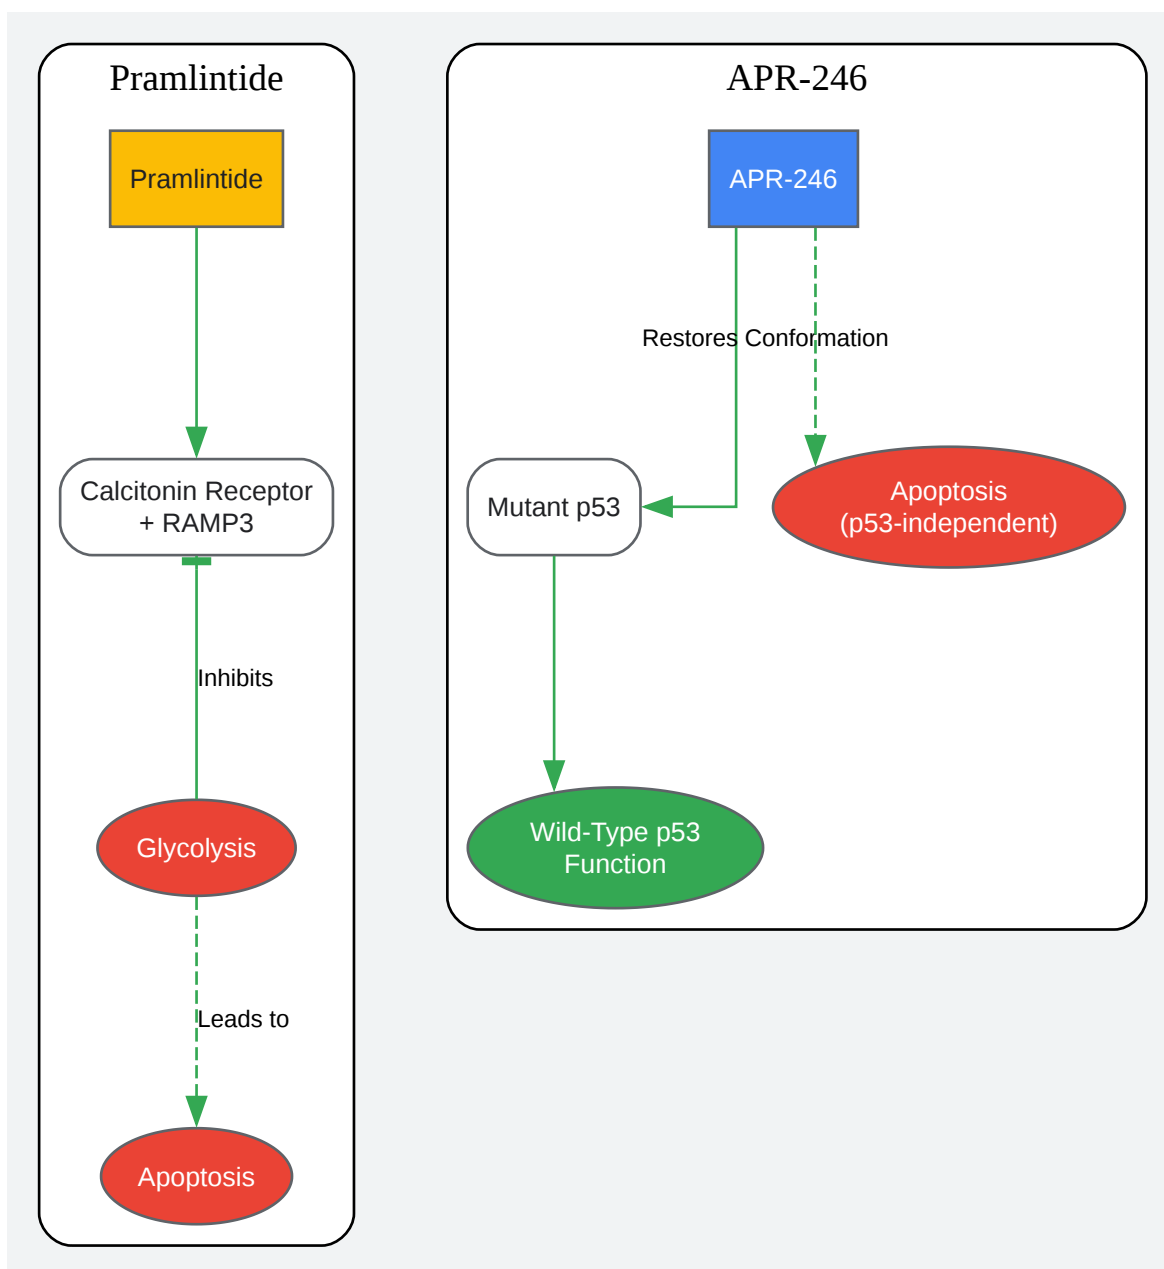 Pramlintide
Pramlintide
Calcitonin Receptor
+ RAMP3
Inhibits
Glycolysis
Leads to
Apoptosis
APR-246
APR-246
Restores Conformation
Mutant p53
Apoptosis
(p53-independent)
Wild-Type p53
Function